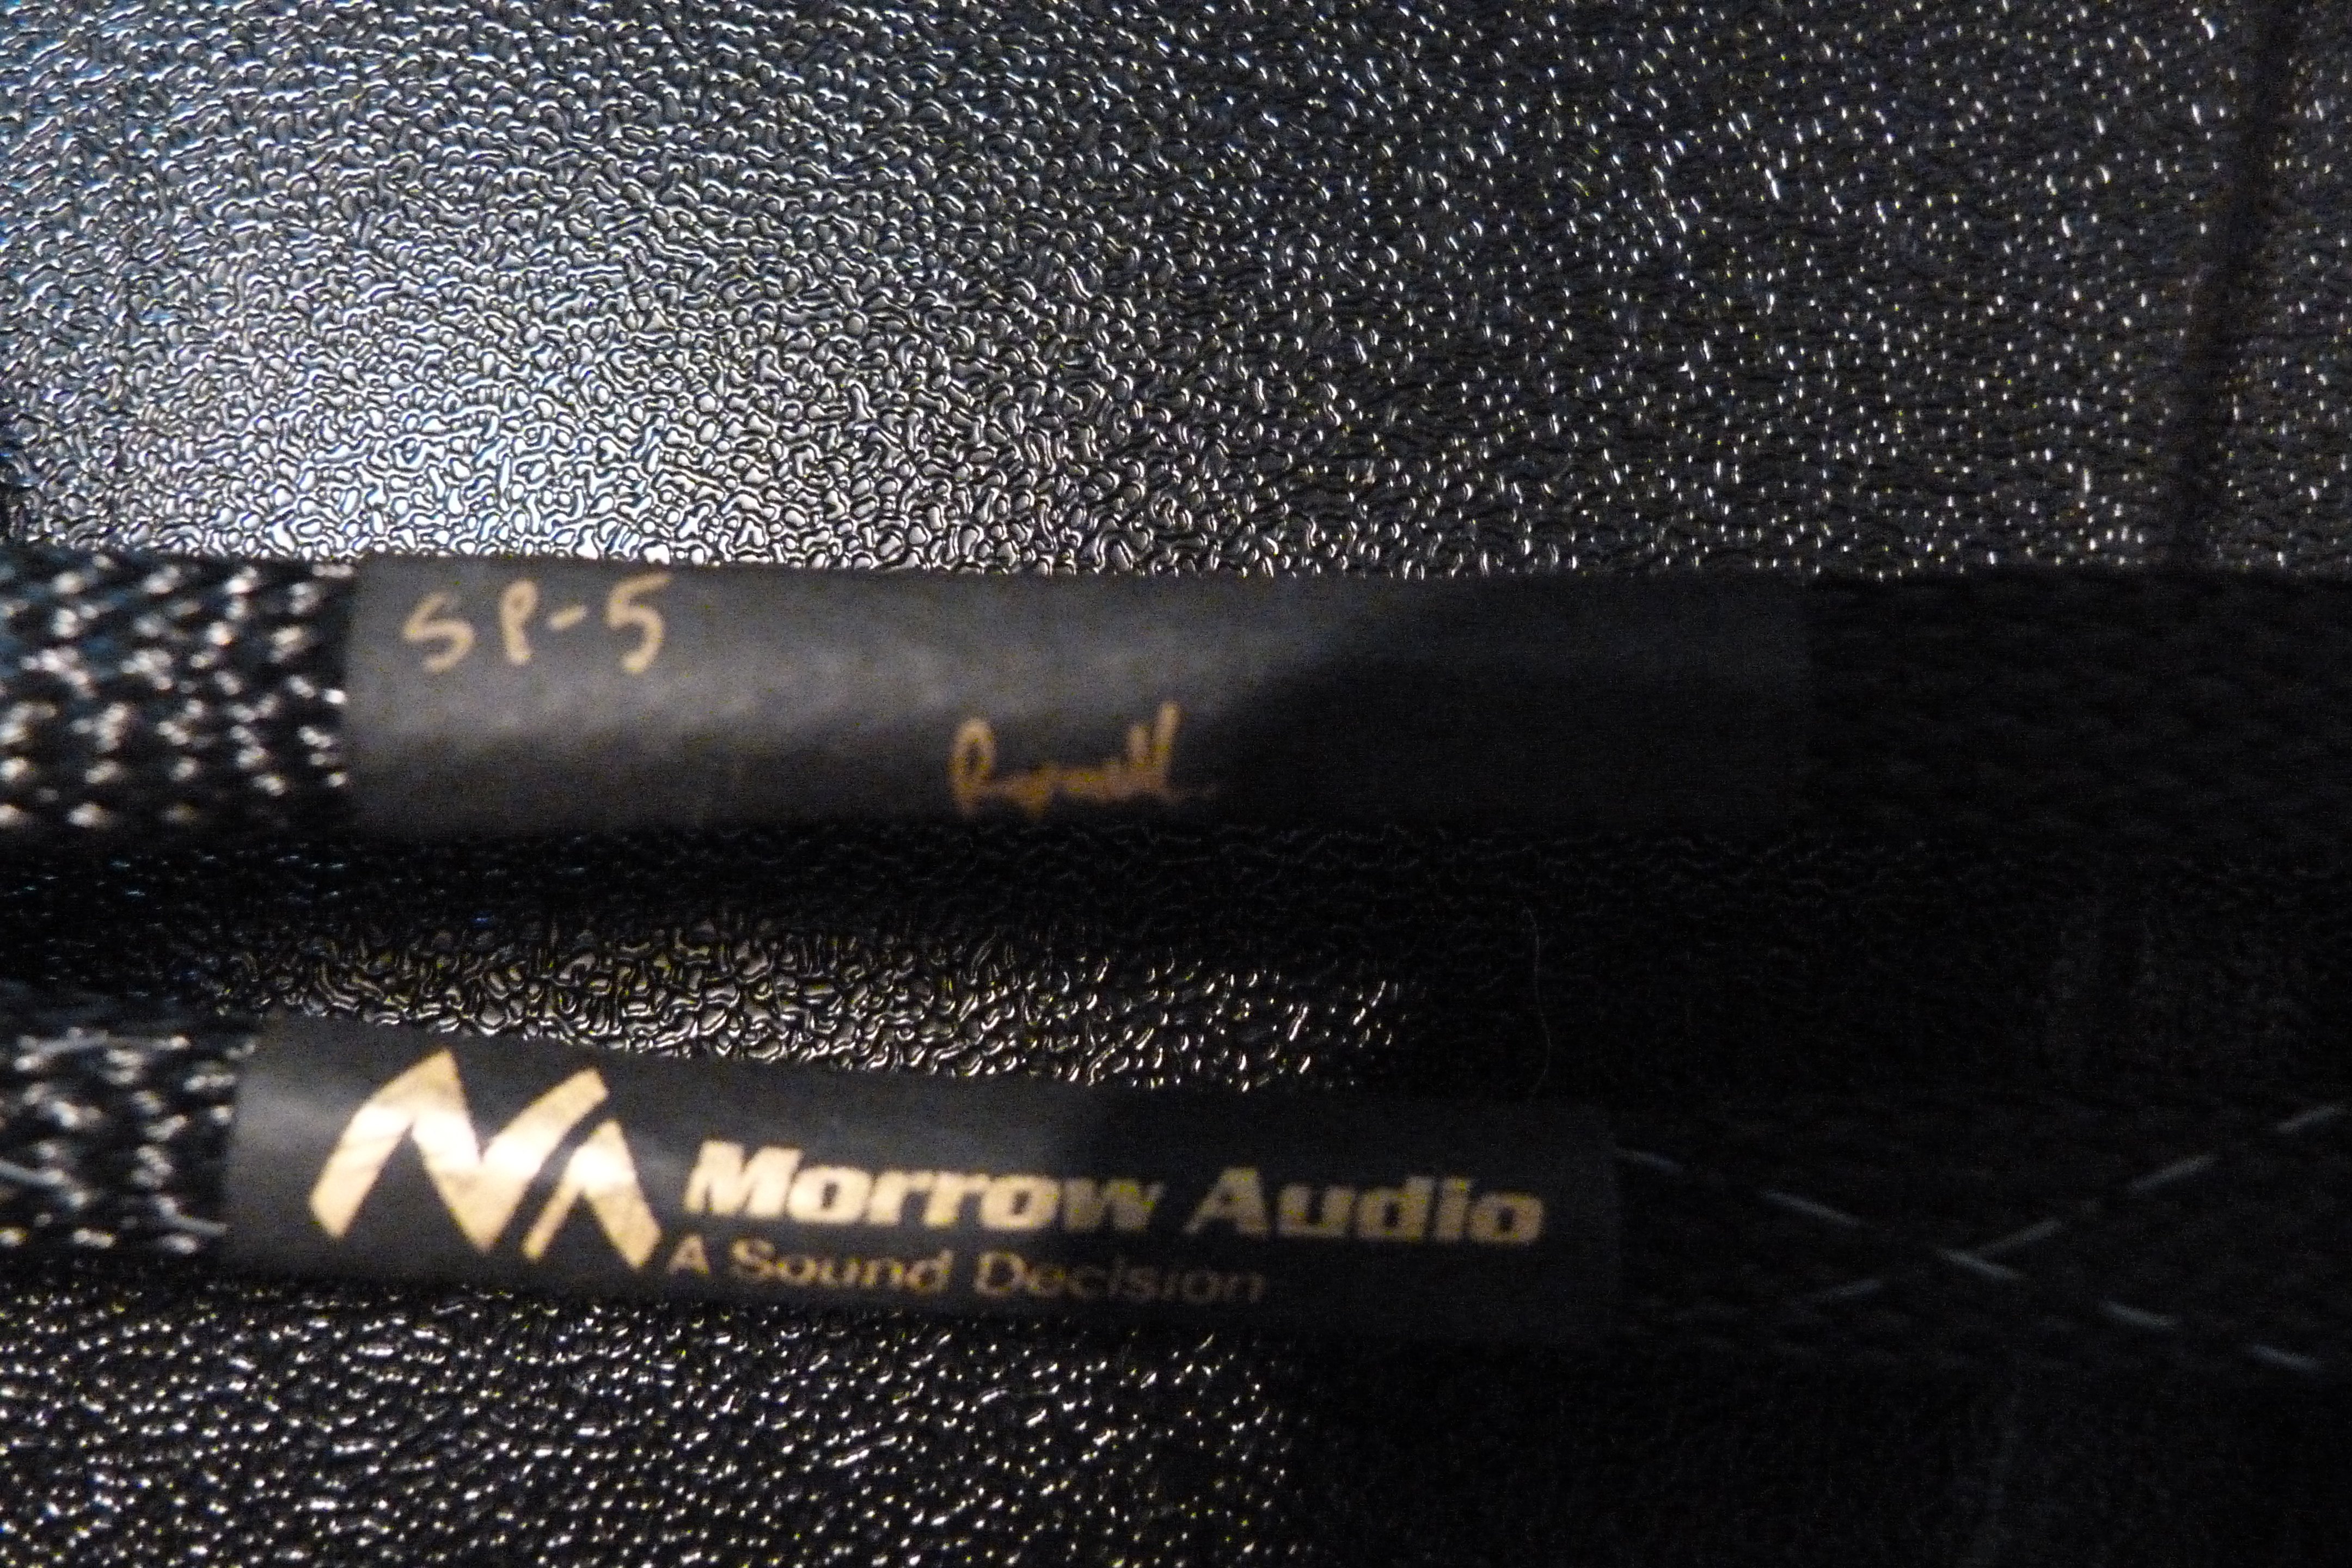 SP-5
Morrow Audio
A Sound Decision